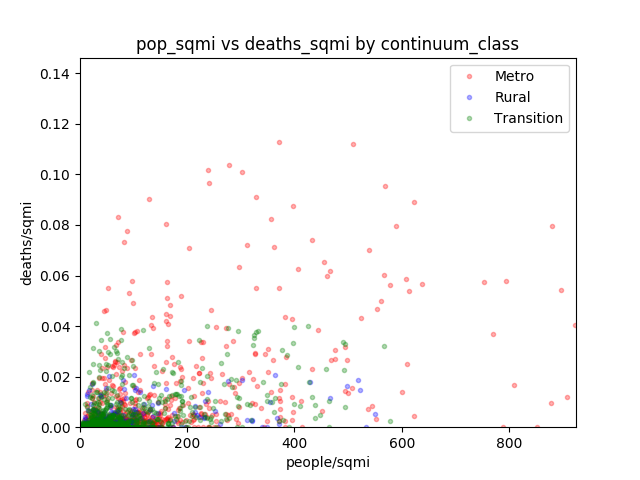 pop_sqmi vs deaths_sqmi by continuum_class
Metro
Rural
Transition
deaths/sqmi
0.14
0.12
0.10
0.08
0.06
0.04
0.02
0.00
0
200
400
600
800
people/sqmi